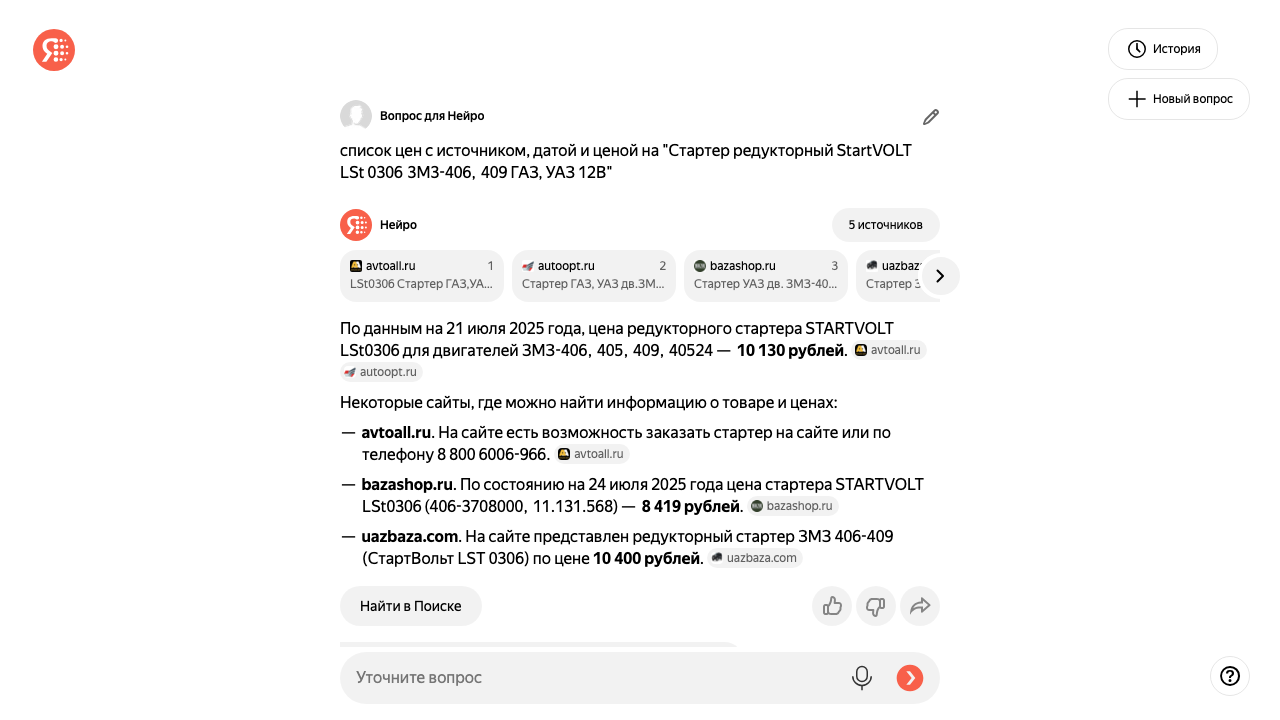 История
Новый вопрос
Вопрос для Нейро
список цен с источником, датой и ценой на "Стартер редукторный StartVOLT
LSt 0306 ЗМЗ-406, 409 ГАЗ, УАЗ 12В"
Нейро
5 источников
avtoall.ru 1
LSt0306 Стартер ГАЗ,УА...
autoopt.ru 2
Стартер ГАЗ, УАЗ дв.ЗМ...
bazashop.ru 3
Стартер УАЗ дв. ЗМЗ-40...
uazbaz
Стартер З
По данным на 21 июля 2025 года, цена редукторного стартера STARTVOLT
LSt0306 для двигателей ЗМЗ-406, 405, 409, 40524 — 10 130 рублей. avtoall.ru
autoopt.ru
Некоторые сайты, где можно найти информацию о товаре и ценах:
— avtoall.ru. На сайте есть возможность заказать стартер на сайте или по
телефону 8 800 6006-966. avtoall.ru
— bazashop.ru. По состоянию на 24 июля 2025 года цена стартера STARTVOLT
LSt0306 (406-3708000, 11.131.568) — 8 419 рублей. bazashop.ru
— uazbaza.com. На сайте представлен редукторный стартер ЗМЗ 406-409
(СтартВольт LST 0306) по цене 10 400 рублей. uazbaza.com
Найти в Поиске
Уточните вопрос